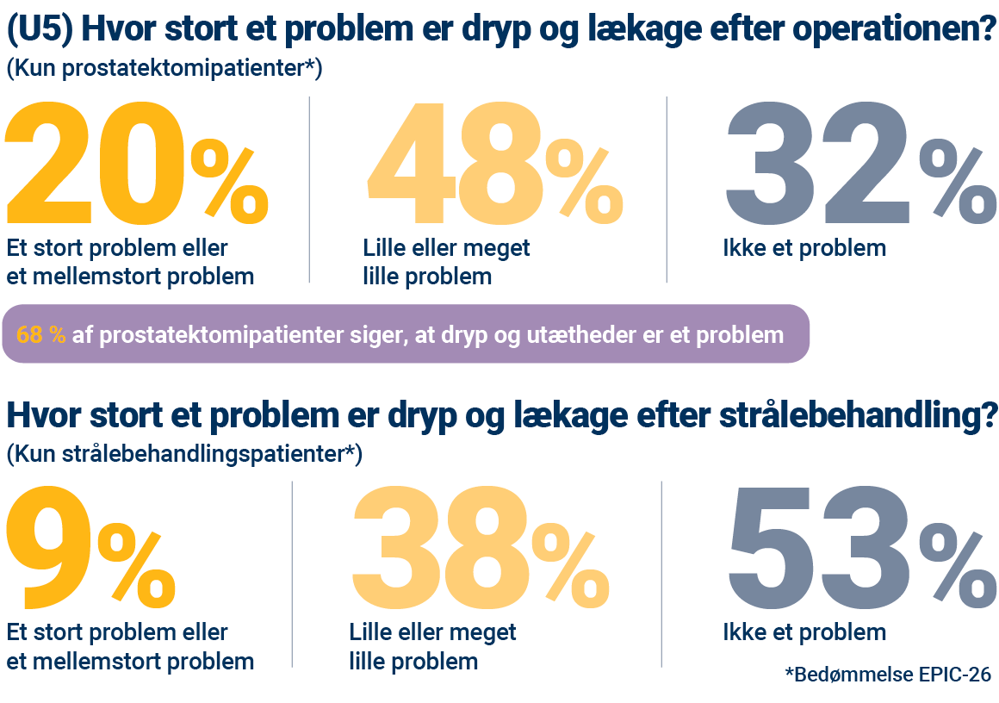 (U5) Hvor stort et problem er dryp og lækage efter operationen?
(Kun prostatektomipatienter*)
20%
Et stort problem eller
et mellemstort problem
48%
Lille eller meget
lille problem
32%
Ikke et problem
68 % af prostatektomipatienter siger, at dryp og utætheder er et problem
Hvor stort et problem er dryp og lækage efter strålebehandling?
(Kun strålebehandlingspatienter*)
9%
Et stort problem eller
et mellemstort problem
38%
Lille eller meget
lille problem
53%
Ikke et problem
*Bedømmelse EPIC-26